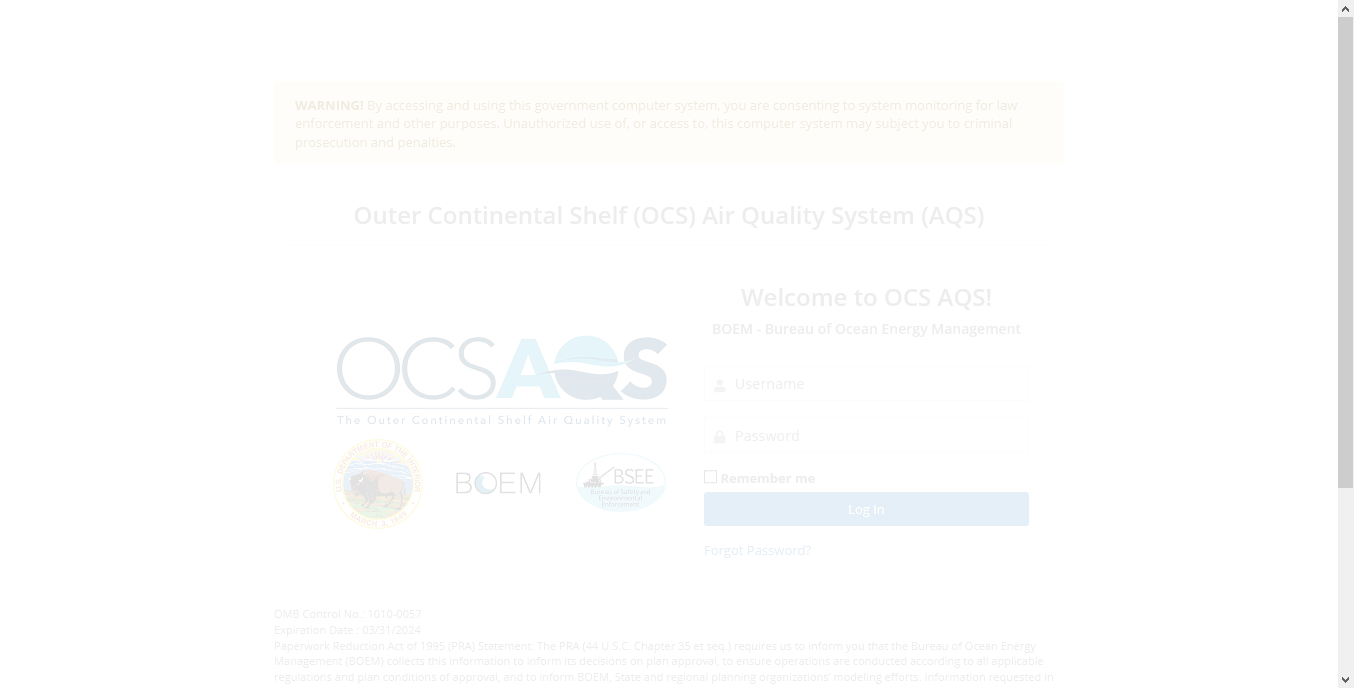 WARNING! By accessing and using this government computer system, you are consenting to system monitoring for law
enforcement and other purposes. Unauthorized use of, or access to, this computer system may subject you to criminal
prosecution and penalties.
Outer Continental Shelf (OCS) Air Quality System (AQS)
Welcome to OCS AQS!
BOEM - Bureau of Ocean Energy Management
OCSAQS
The Outer Continental Shelf Air Quality System
U.S. DEPARTMENT OF THE INTERIOR
MARCH 3, 1849
BOEM
BSEE
Bureau of Safety and
Environmental
Enforcement
Username
Password
Remember me
Log In
Forgot Password?
OMB Control No.: 1010-0057
Expiration Date : 03/31/2024
Paperwork Reduction Act of 1995 (PRA) Statement: The PRA (44 U.S.C. Chapter 35 et seq.) requires us to inform you that the Bureau of Ocean Energy
Management (BOEM) collects this information to inform its decisions on plan approval, to ensure operations are conducted according to all applicable
regulations and plan conditions of approval, and to inform BOEM, State and regional planning organizations' modeling efforts. Information requested in